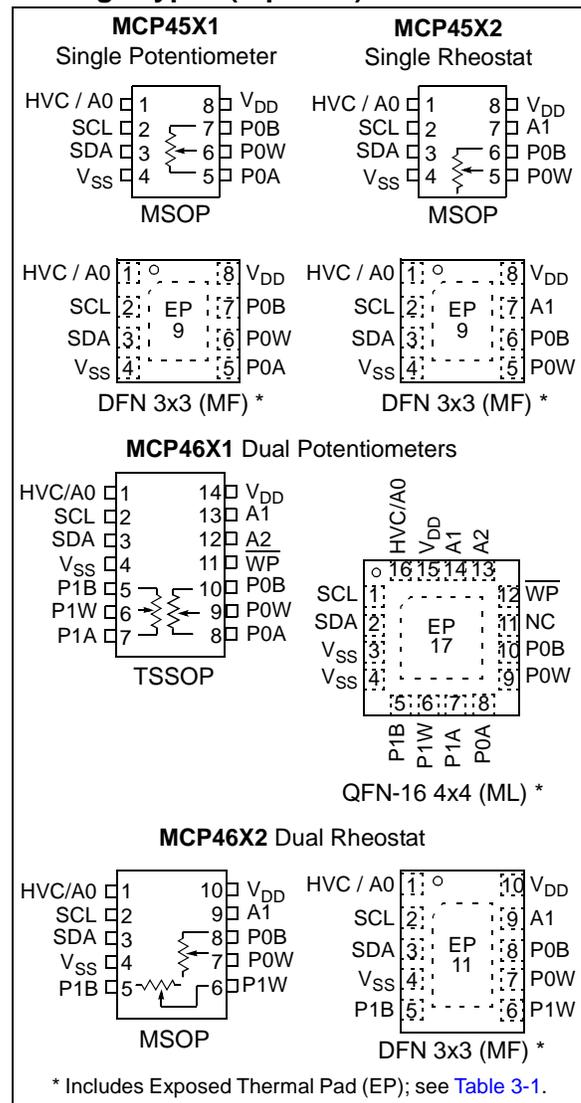 MCP45X1
Single Potentiometer
HVC / A0 1 8 VDD
SCL 2 7 P0B
SDA 3 6 P0W
VSS 4 5 P0A
MSOP
MCP45X2
Single Rheostat
HVC / A0 1 8 VDD
SCL 2 7 A1
SDA 3 6 P0B
VSS 4 5 P0W
MSOP
HVC / A0 1 8 VDD
SCL 2 EP 7 P0B
SDA 3 9 6 P0W
VSS 4 5 P0A
DFN 3x3 (MF) *
HVC / A0 1 8 VDD
SCL 2 EP 7 A1
SDA 3 9 6 P0B
VSS 4 5 P0W
DFN 3x3 (MF) *
MCP46X1 Dual Potentiometers
HVC/A0 1 14 VDD
SCL 2 13 A1
SDA 3 12 A2
VSS 4 11 WP
P1B 5 10 P0B
P1W 6 9 P0W
P1A 7 8 P0A
TSSOP
HVC/A0 VDD A1 A2
16 15 14 13
SCL 1 12 WP
SDA 2 EP 11 NC
VSS 3 17 10 P0B
VSS 4 9 P0W
5 6 7 8
P1B P1W P1A P0A
QFN-16 4x4 (ML) *
MCP46X2 Dual Rheostat
HVC/A0 1 10 VDD
SCL 2 9 A1
SDA 3 8 P0B
VSS 4 7 P0W
P1B 5 6 P1W
MSOP
HVC / A0 1 10 VDD
SCL 2 9 A1
SDA 3 EP 8 P0B
VSS 4 11 7 P0W
P1B 5 6 P1W
DFN 3x3 (MF) *
* Includes Exposed Thermal Pad (EP); see Table 3-1.